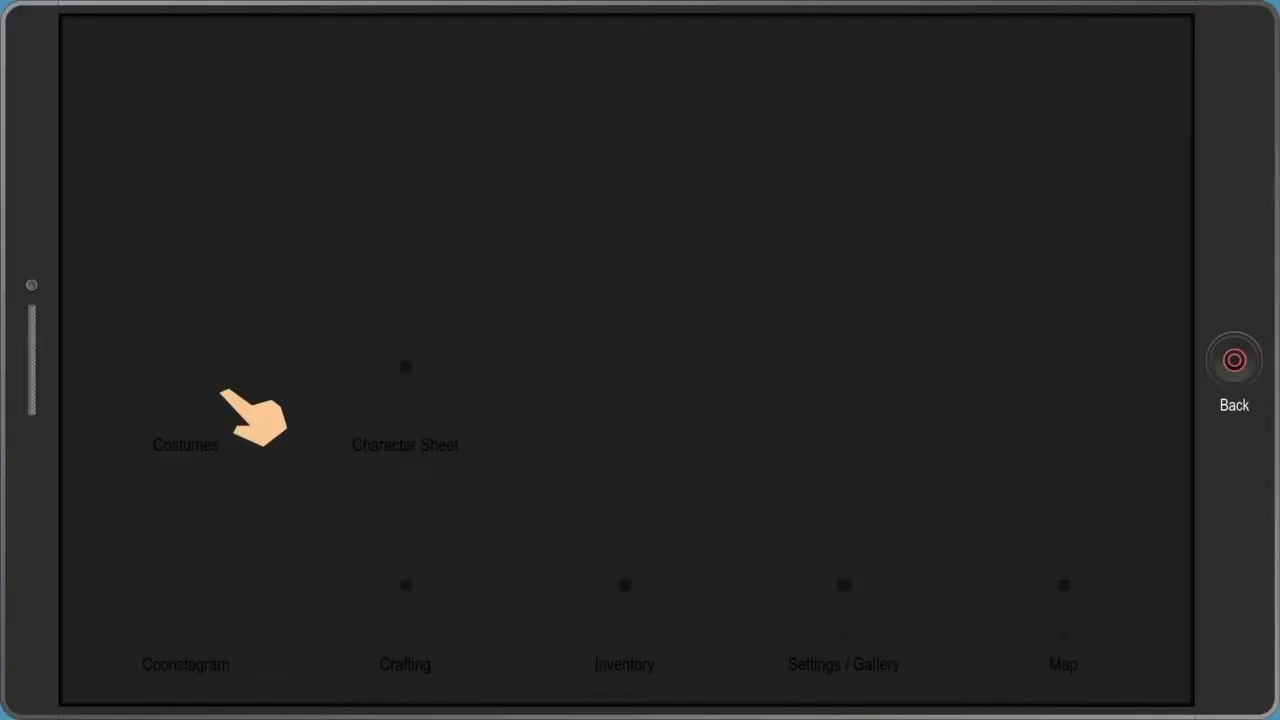 Back
Costumes
Character Sheet
Coonstagram
Crafting
Inventory
Settings / Gallery
Map